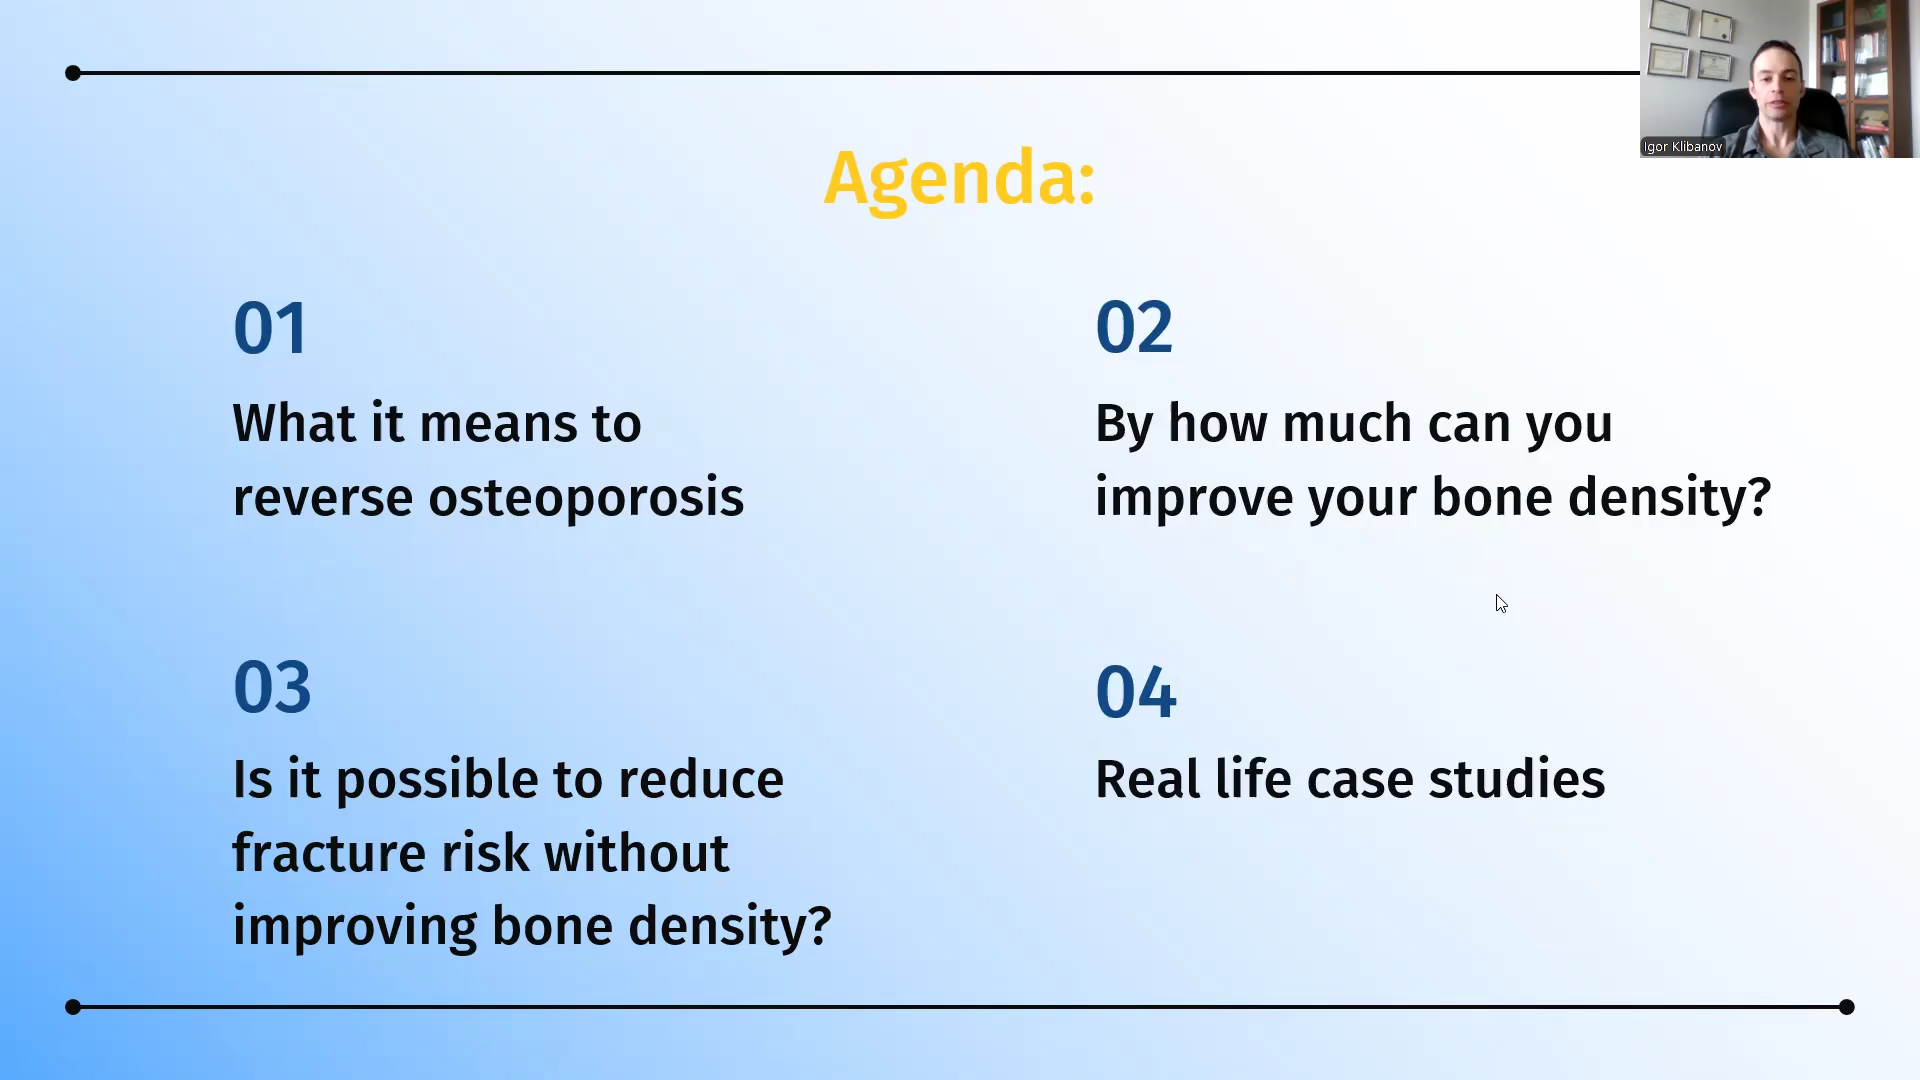 Igor Klibanov
Agenda:
01
What it means to
reverse osteoporosis
02
By how much can you
improve your bone density?
03
Is it possible to reduce
fracture risk without
improving bone density?
04
Real life case studies